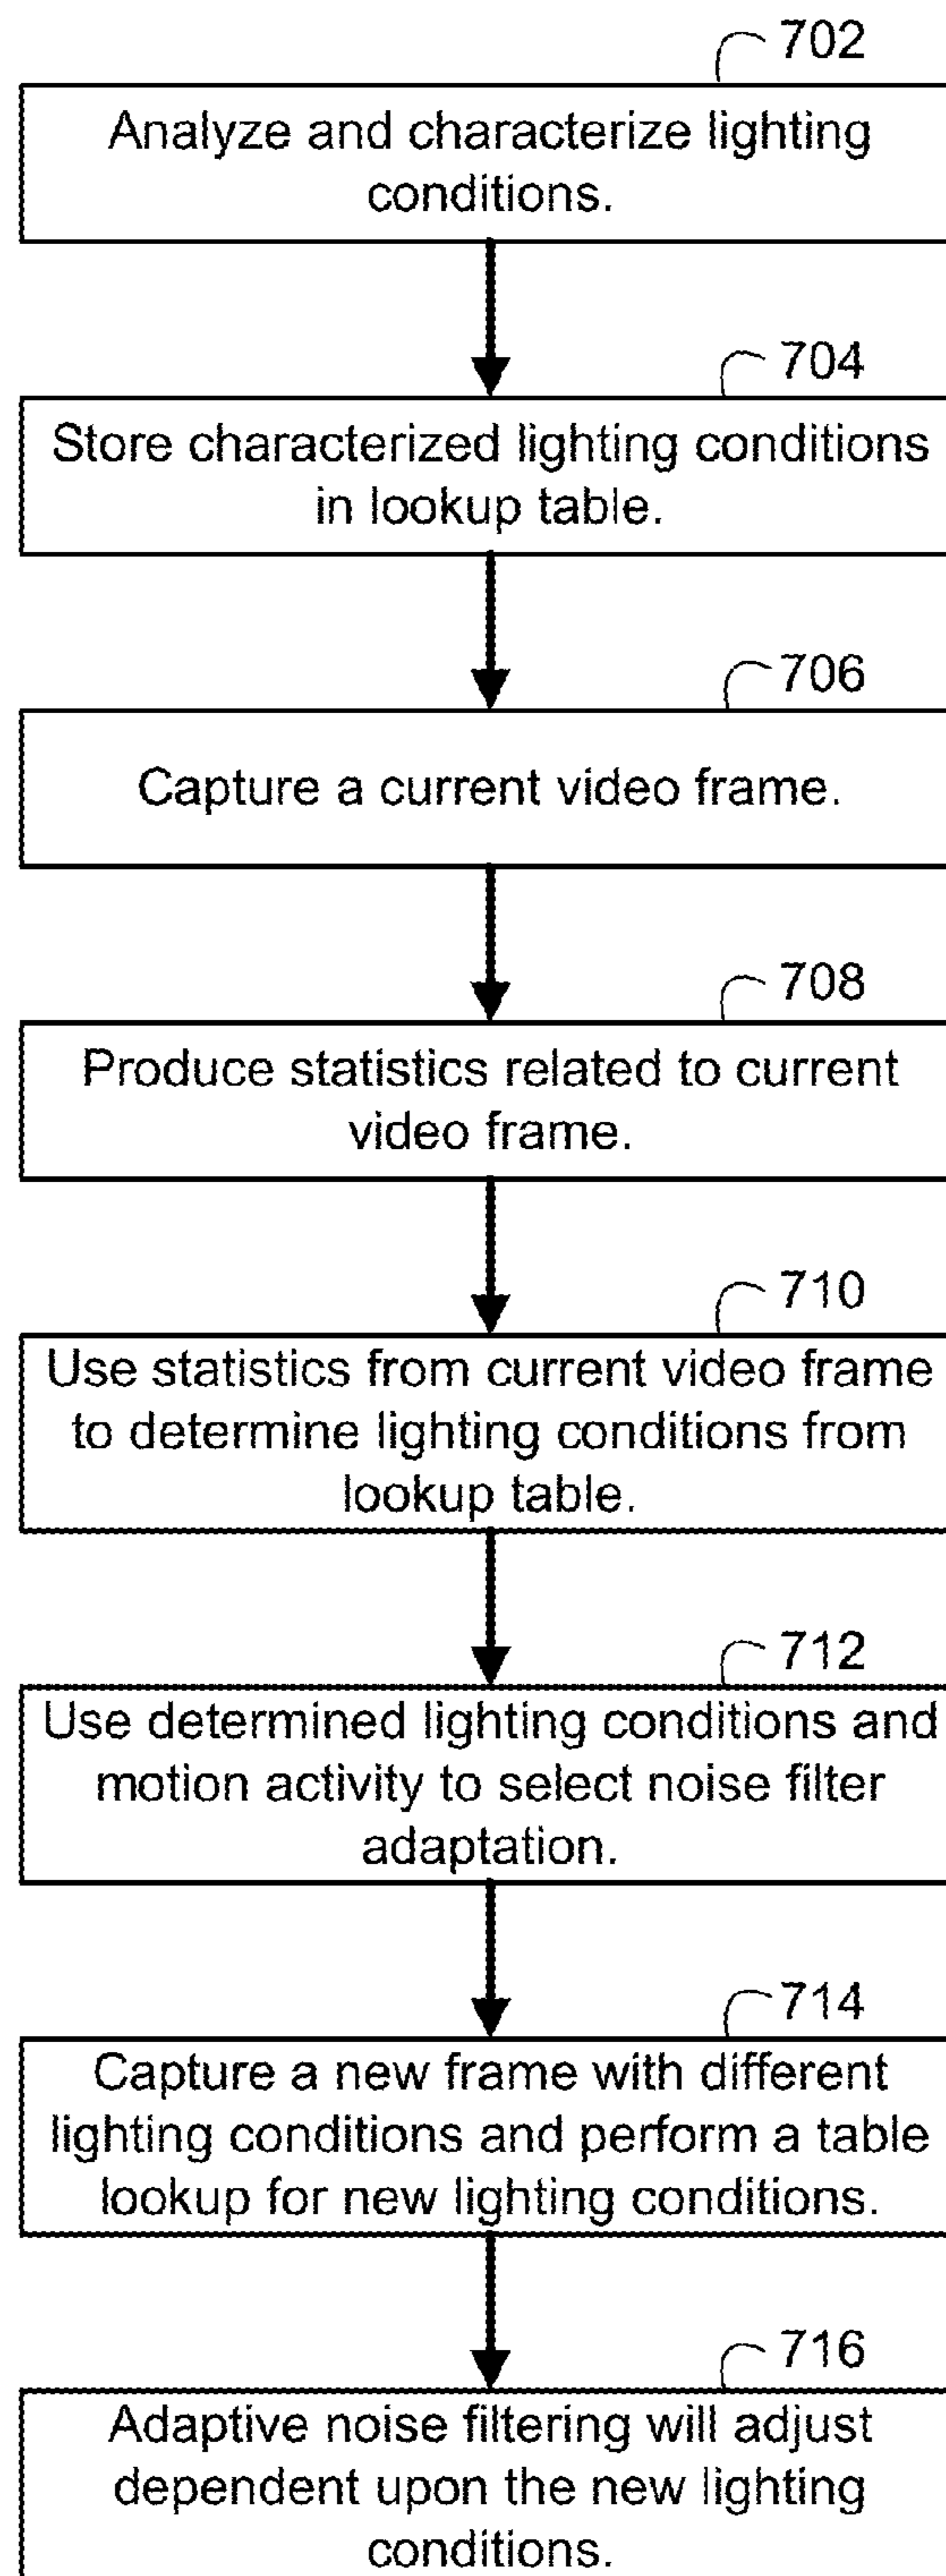 702
Analyze and characterize lighting
conditions.
704
Store characterized lighting conditions
in lookup table.
706
Capture a current video frame.
708
Produce statistics related to current
video frame.
710
Use statistics from current video frame
to determine lighting conditions from
lookup table.
712
Use determined lighting conditions and
motion activity to select noise filter
adaptation.
714
Capture a new frame with different
lighting conditions and perform a table
lookup for new lighting conditions.
716
Adaptive noise filtering will adjust
dependent upon the new lighting
conditions.